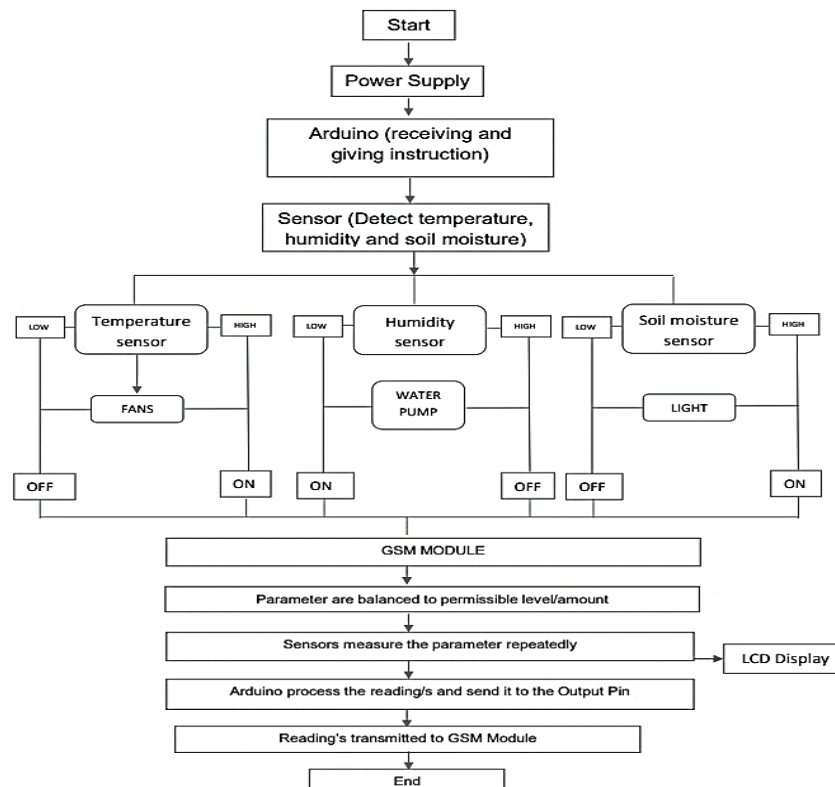 Start
Power Supply
Arduino (receiving and
giving instruction)
Sensor (Detect temperature,
humidity and soil moisture)
LOW
Temperature
sensor
HIGH
LOW
Humidity
sensor
HIGH
LOW
Soil moisture
sensor
HIGH
FANS
WATER
PUMP
LIGHT
OFF
ON
ON
OFF
OFF
ON
GSM MODULE
Parameter are balanced to permissible level/amount
Sensors measure the parameter repeatedly
LCD Display
Arduino process the reading/s and send it to the Output Pin
Reading's transmitted to GSM Module
End